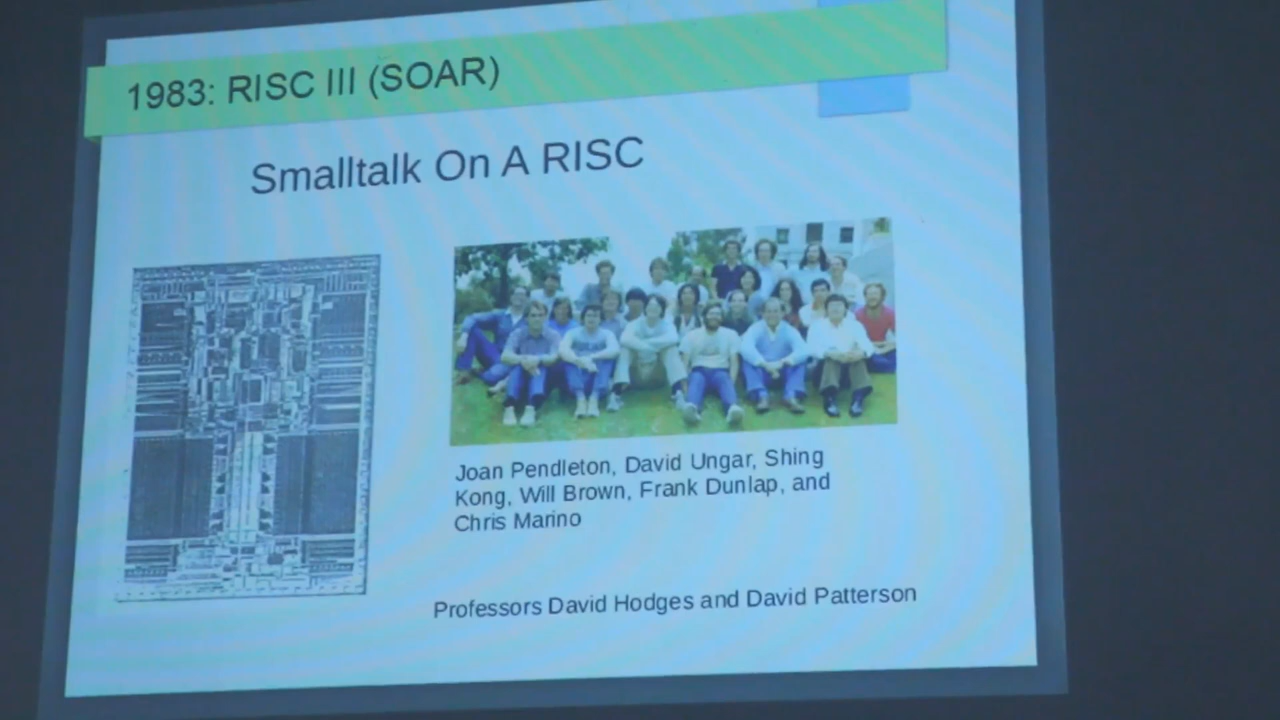 1983: RISC III (SOAR)
Smalltalk On A RISC
Joan Pendleton, David Ungar, Shing
Kong, Will Brown, Frank Dunlap, and
Chris Marino
Professors David Hodges and David Patterson